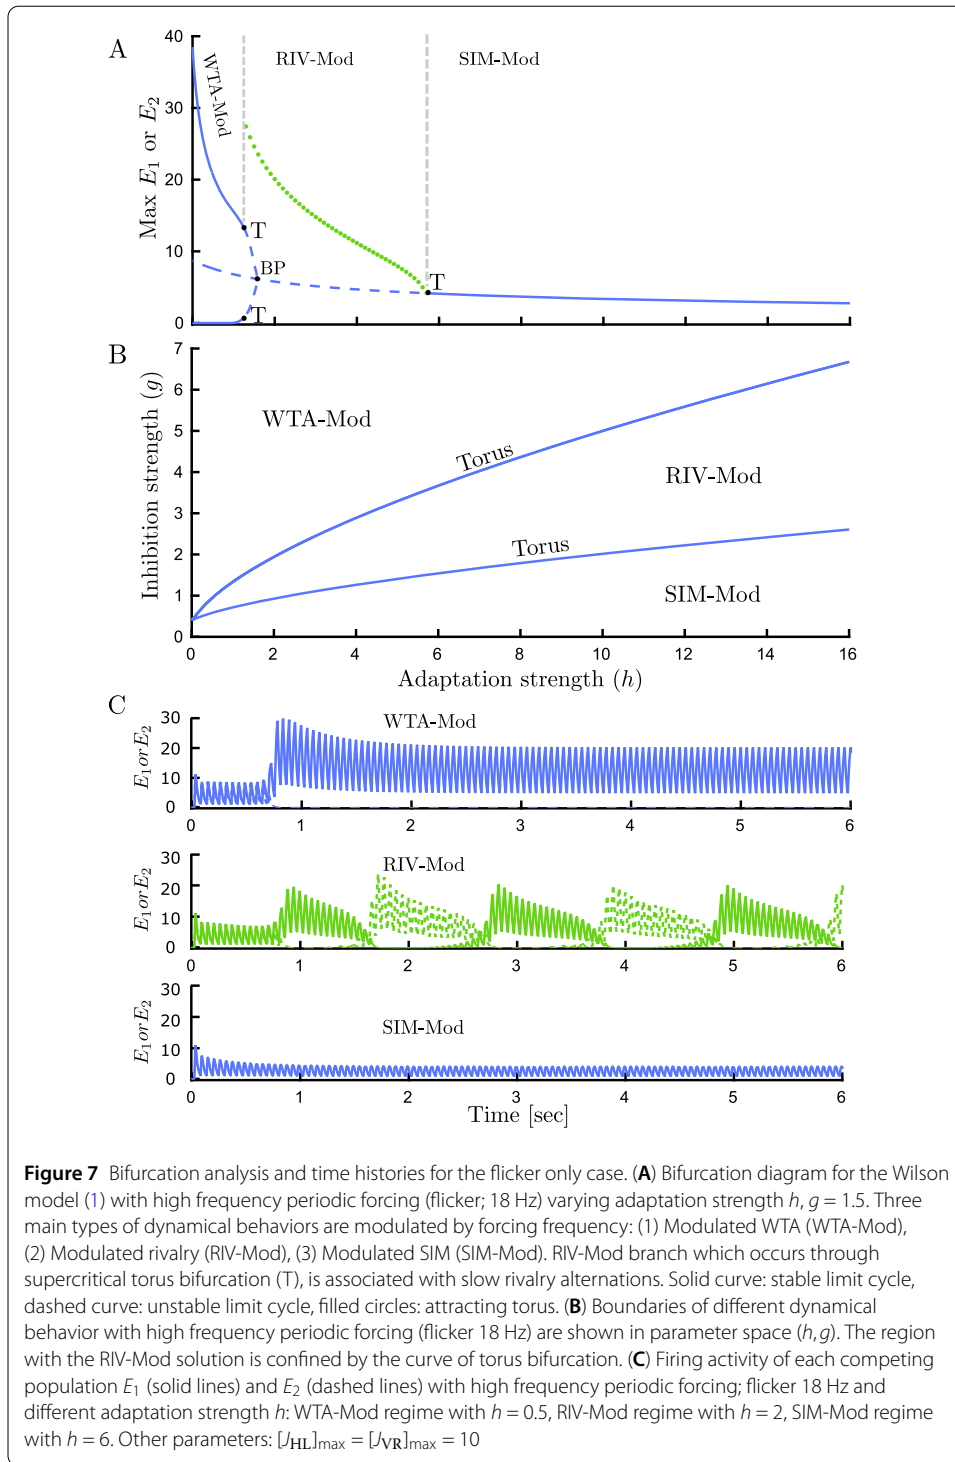 A
40
30
20
10
0
Max E1 or E2
WTA-Mod
RIV-Mod
SIM-Mod
T
BP
T
T
0 2 4 6 8 10 12 14 16
B
7
6
5
4
2
2
1
0
Inhibition strength (g)
WTA-Mod
Torus
RIV-Mod
Torus
SIM-Mod
0 2 4 6 8 10 12 14 16
Adaptation strength (h)
C
30
20
10
0
E1orE2
WTA-Mod
0 1 2 3 4 5 6
30
20
10
0
E1orE2
RIV-Mod
0 1 2 3 4 5 6
30
20
10
0
E1orE2
SIM-Mod
0 1 2 3 4 5 6
Time [sec]
Figure 7 Bifurcation analysis and time histories for the flicker only case. (A) Bifurcation diagram for the Wilson
model (1) with high frequency periodic forcing (flicker; 18 Hz) varying adaptation strength h, g = 1.5. Three
main types of dynamical behaviors are modulated by forcing frequency: (1) Modulated WTA (WTA-Mod),
(2) Modulated rivalry (RIV-Mod), (3) Modulated SIM (SIM-Mod). RIV-Mod branch which occurs through
supercritical torus bifurcation (T), is associated with slow rivalry alternations. Solid curve: stable limit cycle,
dashed curve: unstable limit cycle, filled circles: attracting torus. (B) Boundaries of different dynamical
behavior with high frequency periodic forcing (flicker 18 Hz) are shown in parameter space (h, g). The region
with the RIV-Mod solution is confined by the curve of torus bifurcation. (C) Firing activity of each competing
population E1 (solid lines) and E2 (dashed lines) with high frequency periodic forcing; flicker 18 Hz and
different adaptation strength h: WTA-Mod regime with h = 0.5, RIV-Mod regime with h = 2, SIM-Mod regime
with h = 6. Other parameters: [JHL]max = [JVR]max = 10